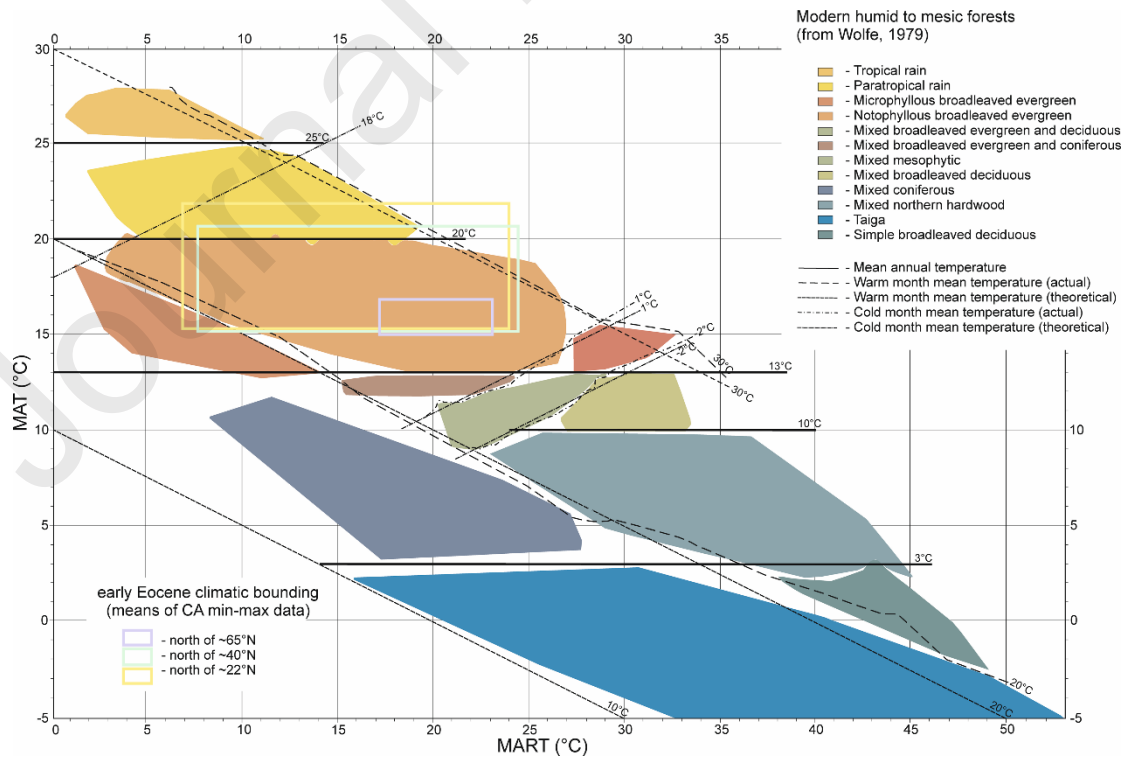 Journal
Modern humid to mesic forests
(from Wolfe, 1979)
- Tropical rain
- Paratropical rain
- Microphyllous broadleaved evergreen
- Notophyllous broadleaved evergreen
- Mixed broadleaved evergreen and deciduous
- Mixed broadleaved evergreen and coniferous
- Mixed mesophytic
- Mixed broadleaved deciduous
- Mixed coniferous
- Mixed northern hardwood
- Taiga
- Simple broadleaved deciduous
- Mean annual temperature
- Warm month mean temperature (actual)
- Warm month mean temperature (theoretical)
- Cold month mean temperature (actual)
- Cold month mean temperature (theoretical)
0 5 10 15 20 25 30 35
30
25
20
15
10
5
0
-5
MAT (°C)
25°C
18°C
20°C
1°C
1°C
-2°C
-2°C
30°C
30°C
13°C
10°C
3°C
10°C
20°C
20°C
10
5
0
-5
early Eocene climatic bounding
(means of CA min-max data)
- north of ~65°N
- north of ~40°N
- north of ~22°N
0 5 10 15 20 25 30 35 40 45 50
MART (°C)